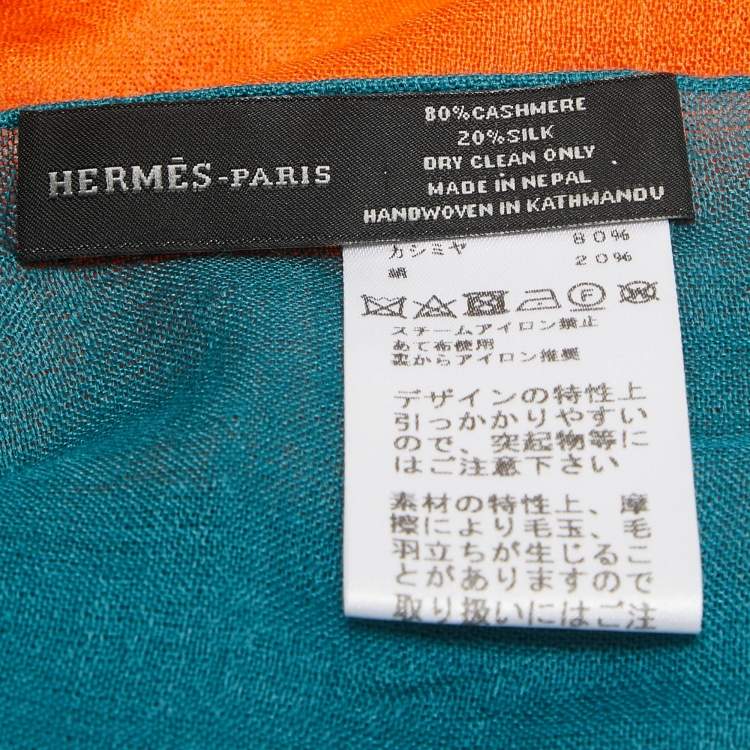 HERMÈS-PARIS
80%CASHMERE
20%SILK
DRY CLEAN ONLY
MADE IN NEPAL
HANDWOVEN IN KATHMANDU
カシミヤ 80%
絹 20%
スチームアイロン禁止
あて布使用
裏からアイロン推奨
デザインの特性上
引っかかりやすい
ので、突起物等に
はご注意下さい
素材の特性上、摩
擦により毛玉、毛
羽立ちが生じるこ
とがありますので
取り扱いにはご注